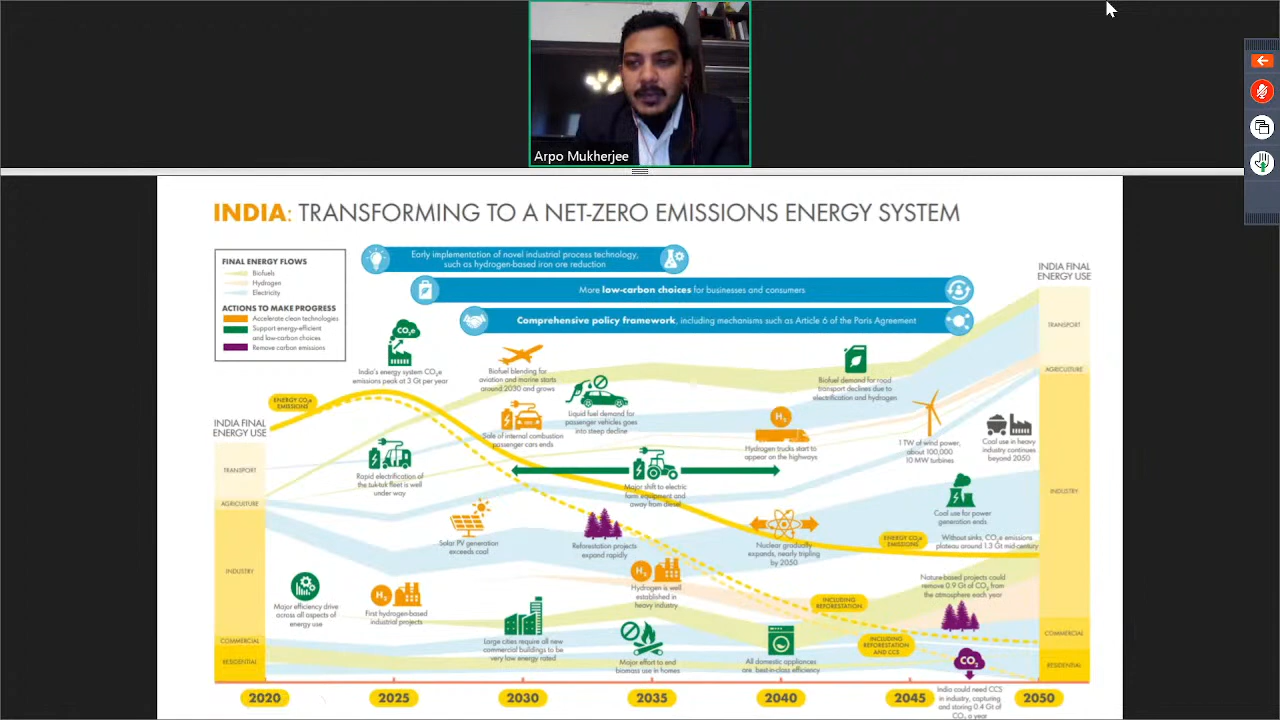 Arpo Mukherjee
INDIA: TRANSFORMING TO A NET-ZERO EMISSIONS ENERGY SYSTEM
FINAL ENERGY FLOWS
Biofuels
Hydrogen
Electricity
ACTIONS TO MAKE PROGRESS
Accelerate clean technologies
Support energy-efficient
and low-carbon choices
Remove carbon emissions
Early implementation of novel industrial process technology,
such as hydrogen-based iron ore reduction
More low-carbon choices for businesses and consumers
Comprehensive policy framework, including mechanisms such as Article 6 of the Paris Agreement
INDIA FINAL
ENERGY USE
TRANSPORT
AGRICULTURE
INDUSTRY
COMMERCIAL
RESIDENTIAL
ENERGY CO₂e
EMISSIONS
CO₂e
India's energy system CO₂e
emissions peak at 3 Gt per year
Rapid electrification of
the tuk-tuk fleet is well
under way
Solar PV generation
exceeds coal
Major efficiency drive
across all aspects of
energy use
H₂
First hydrogen-based
industrial projects
Biofuel blending for
aviation and marine starts
around 2030 and grows
Sale of internal combustion
passenger cars ends
Liquid fuel demand for
passenger vehicles goes
into steep decline
Major shift to electric
farm equipment and
away from diesel
Reforestation projects
expand rapidly
H₂
Hydrogen is well
established in
heavy industry
Large cities require all new
commercial buildings to be
very low energy rated
Major effort to end
biomass use in homes
Biofuel demand for road
transport declines due to
electrification and hydrogen
H₂
Hydrogen trucks start to
appear on the highways
Nuclear gradually
expands, nearly tripling
by 2050
All domestic appliances
are best-in-class efficiency
1 TW of wind power,
about 100,000
10 MW turbines
Coal use in heavy
industry continues
beyond 2050
Coal use for power
generation ends
ENERGY CO₂e
EMISSIONS
Without sinks, CO₂e emissions
plateau around 1.3 Gt mid-century
Nature-based projects could
remove 0.9 Gt of CO₂ from
the atmosphere each year
INCLUDING
REFORESTATION
INCLUDING
REFORESTATION
AND CCS
CO₂
India could need CCS
in industry, capturing
and storing 0.4 Gt of
CO₂ a year
INDIA FINAL
ENERGY USE
TRANSPORT
AGRICULTURE
INDUSTRY
COMMERCIAL
RESIDENTIAL
2020
2025
2030
2035
2040
2045
2050